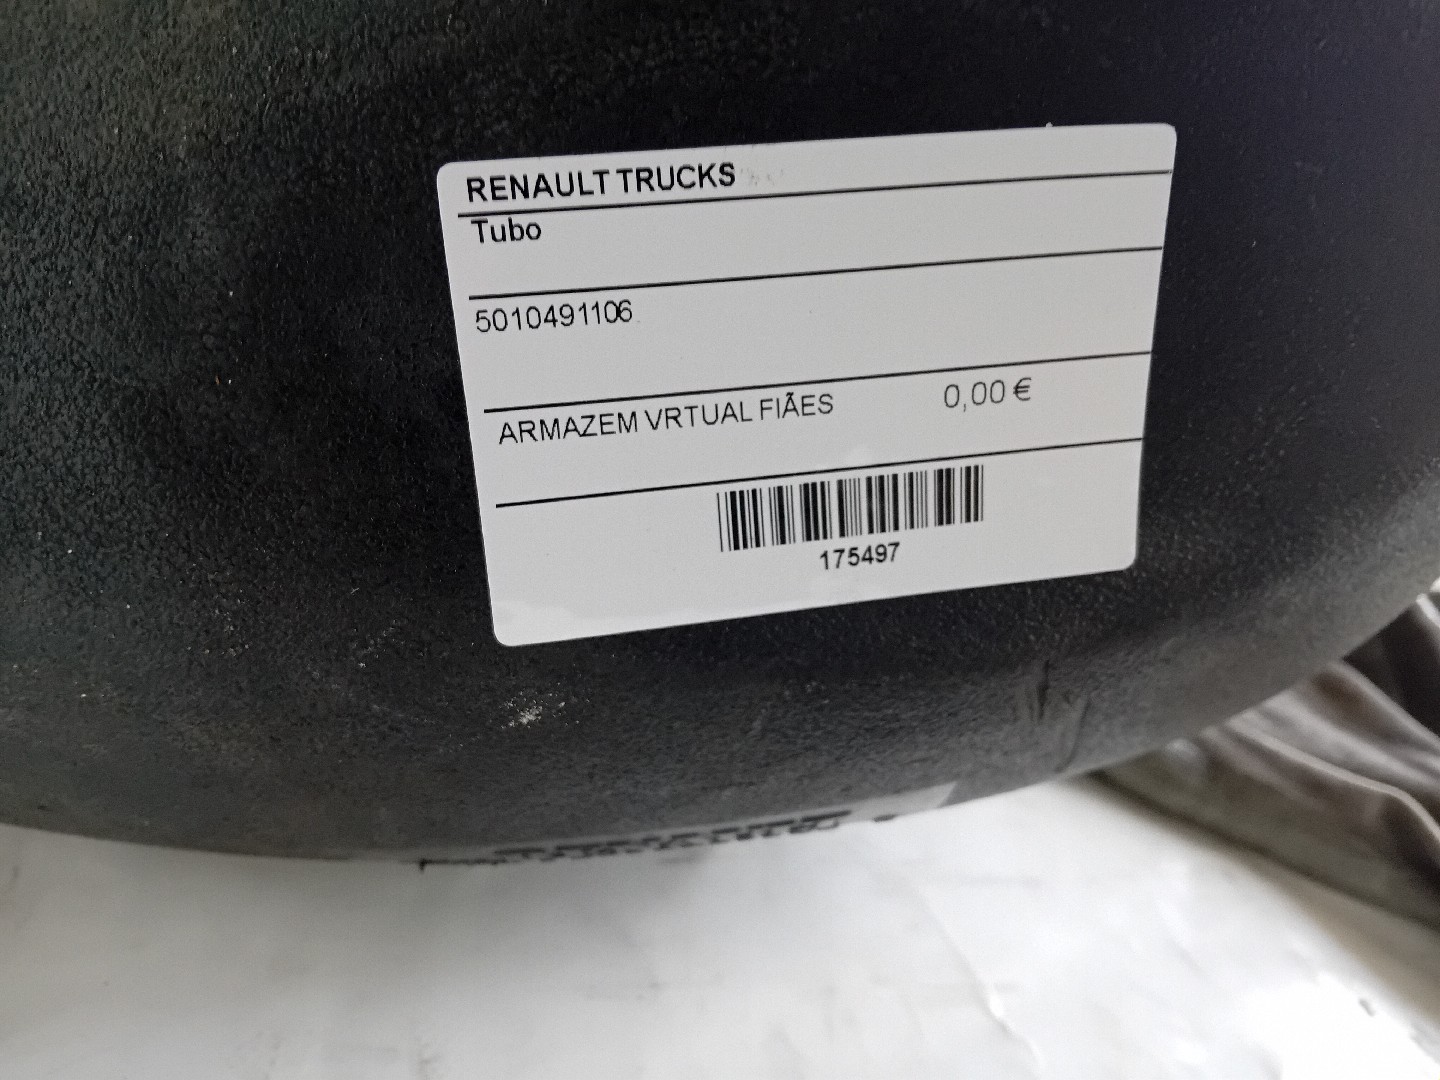 RENAULT TRUCKS
Tubo
5010491106
ARMAZEM VRTUAL FIÃES 0,00 €
175497